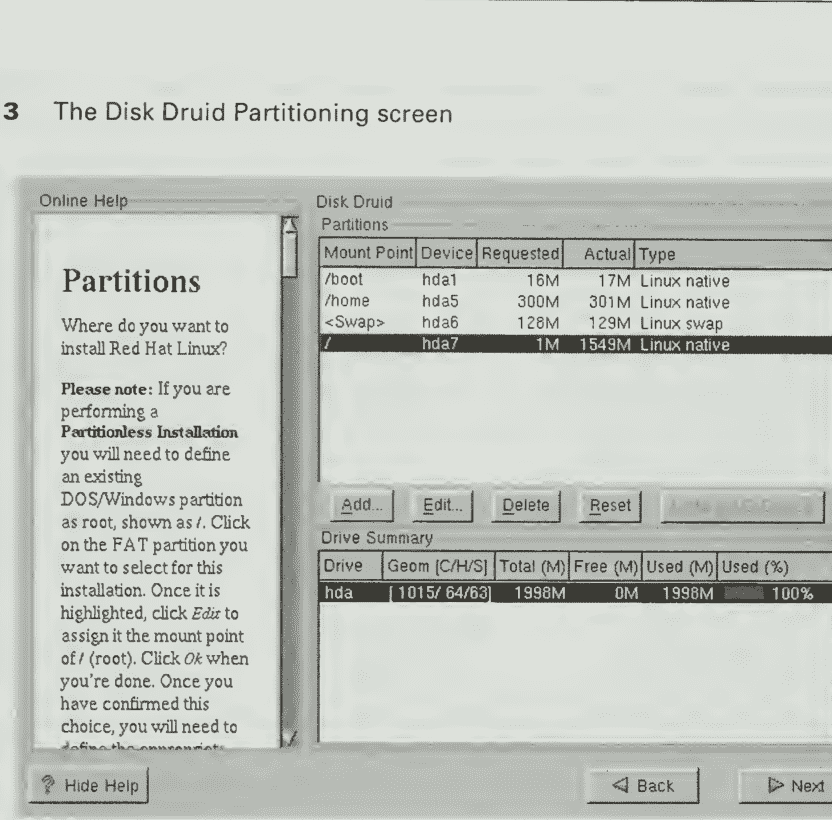 3 The Disk Druid Partitioning screen
Online Help
Partitions
Where do you want to
install Red Hat Linux?
Please note: If you are
performing a
Partitionless Installation
you will need to define
an existing
DOS/Windows partition
as root, shown as /. Click
on the FAT partition you
want to select for this
installation. Once it is
highlighted, click Edit to
assign it the mount point
of / (root). Click Ok when
you're done. Once you
have confirmed this
choice, you will need to
define the appropriate
Hide Help
Disk Druid
Partitions
Mount Point Device Requested Actual Type
/boot hda1 16M 17M Linux native
/home hda5 300M 301M Linux native
<Swap> hda6 128M 129M Linux swap
/ hda7 1M 1549M Linux native
Add... Edit... Delete Reset
Drive Summary
Drive Geom [C/H/S] Total (M) Free (M) Used (M) Used (%)
hda [ 1015/ 64/63] 1998M 0M 1998M 100%
Back Next